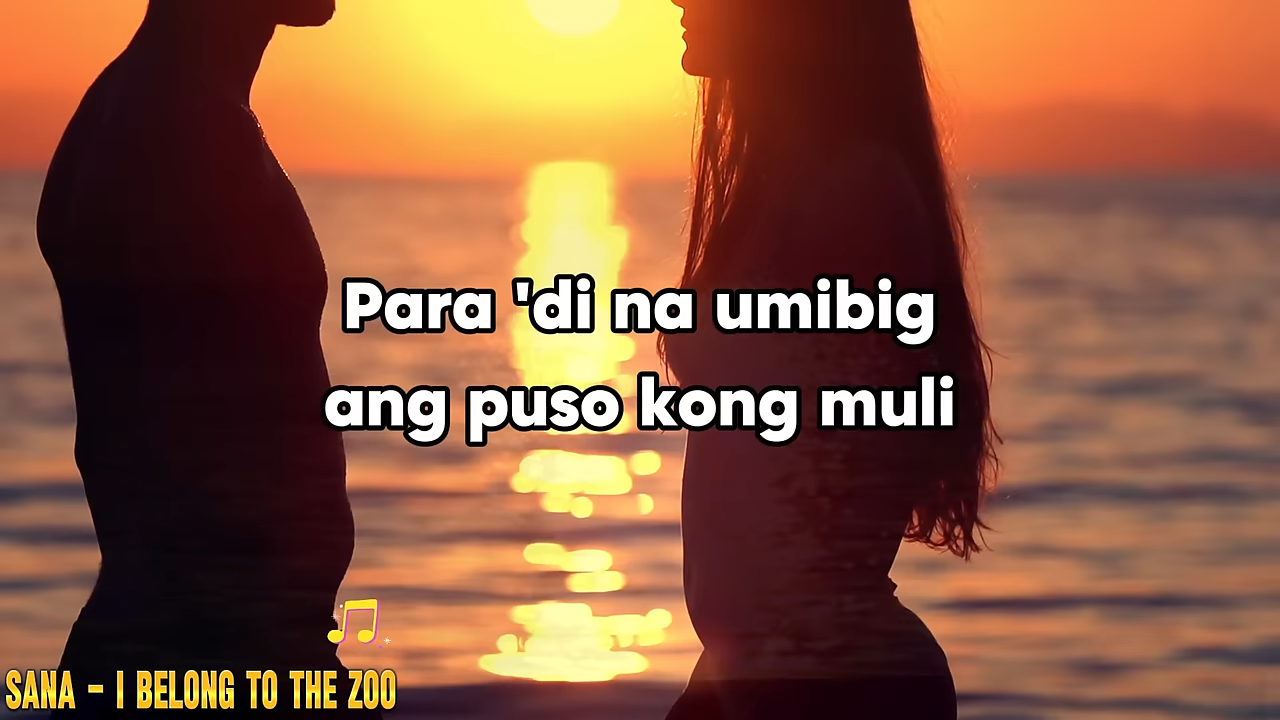 Para 'di na umibig
ang puso kong muli
SANA - I BELONG TO THE ZOO